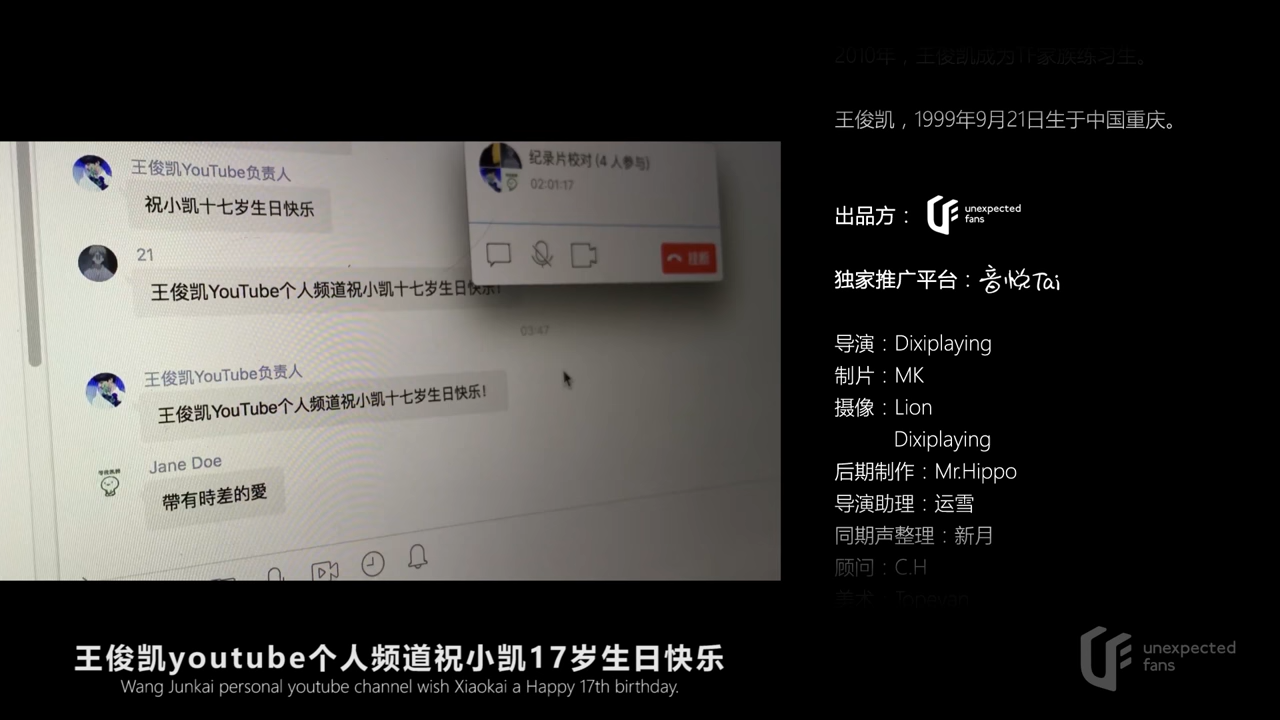 王俊凯YouTube负责人
祝小凯十七岁生日快乐
21
王俊凯YouTube个人频道祝小凯十七岁生日快乐!
03:47
王俊凯YouTube负责人
王俊凯YouTube个人频道祝小凯十七岁生日快乐!
Jane Doe
帶有時差的愛
纪录片校对 (4 人参与)
02:01:17
挂断
王俊凯youtube个人频道祝小凯17岁生日快乐
Wang Junkai personal youtube channel wish Xiaokai a Happy 17th birthday.
2010年，王俊凯成为TF家族练习生。
王俊凯，1999年9月21日生于中国重庆。
出品方： unexpected
fans
独家推广平台：音悦Tai
导演：Dixiplaying
制片：MK
摄像：Lion
Dixiplaying
后期制作：Mr.Hippo
导演助理：运雪
同期声整理：新月
顾问：C.H
unexpected
fans